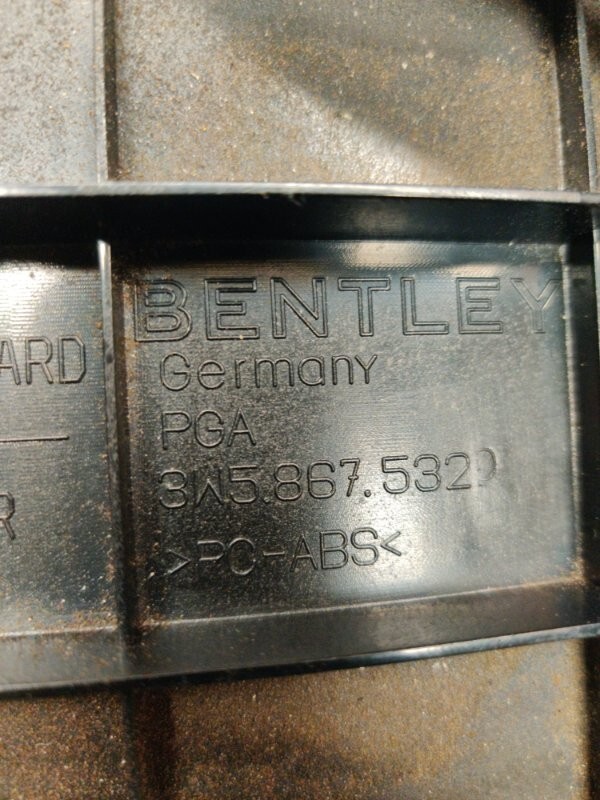 BENTLEY
Germany
PGA
3W5.867.532
>PC-ABS<
ARD
R